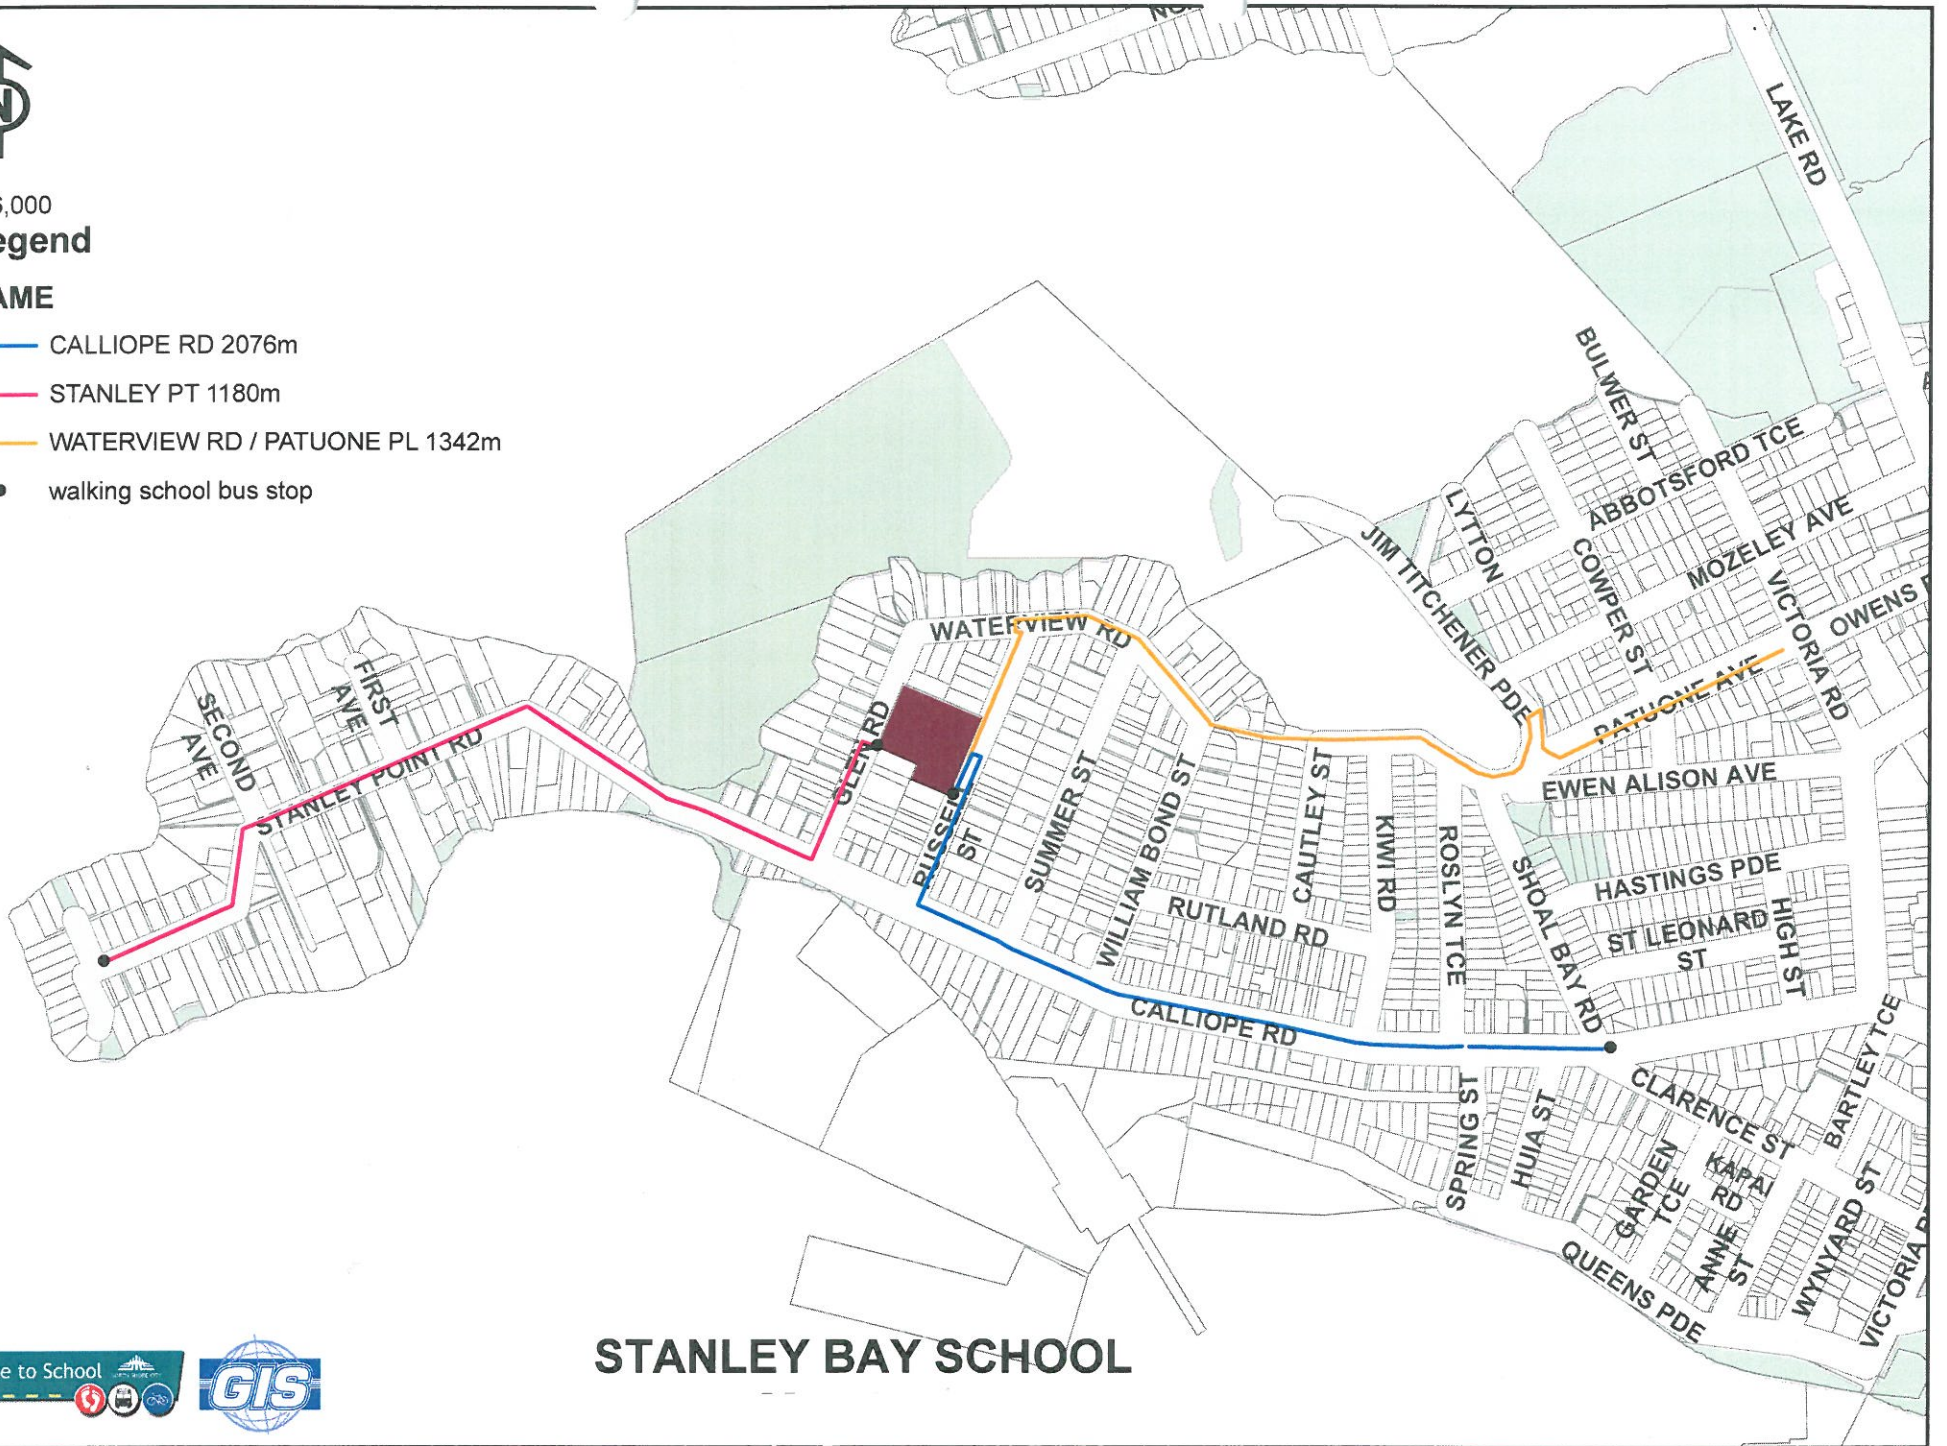 N
6,000
egend
AME
CALLIOPE RD 2076m
STANLEY PT 1180m
WATERVIEW RD / PATUONE PL 1342m
walking school bus stop
LAKE RD
BULWER ST
ABBOTSFORD TCE
LYTTON
MOZELEY AVE
JIM TITCHENER PDE
COWPER ST
VICTORIA RD
OWENS
PATUONE AVE
WATERVIEW RD
FIRST
AVE
SECOND
AVE
STANLEY POINT RD
GLEN RD
RUSSEL
ST
SUMMER ST
WILLIAM BOND ST
CAUTLEY ST
KIWI RD
ROSLYN TCE
EWEN ALISON AVE
SHOAL BAY RD
HASTINGS PDE
ST LEONARD
ST
HIGH ST
RUTLAND RD
CALLIOPE RD
BARTLEY TCE
CLARENCE ST
SPRING ST
HUIA ST
GARDEN
TCE
KAPAI
RD
ANNE
ST
WYNYARD ST
VICTORIA
QUEENS PDE
STANLEY BAY SCHOOL
e to School
GIS